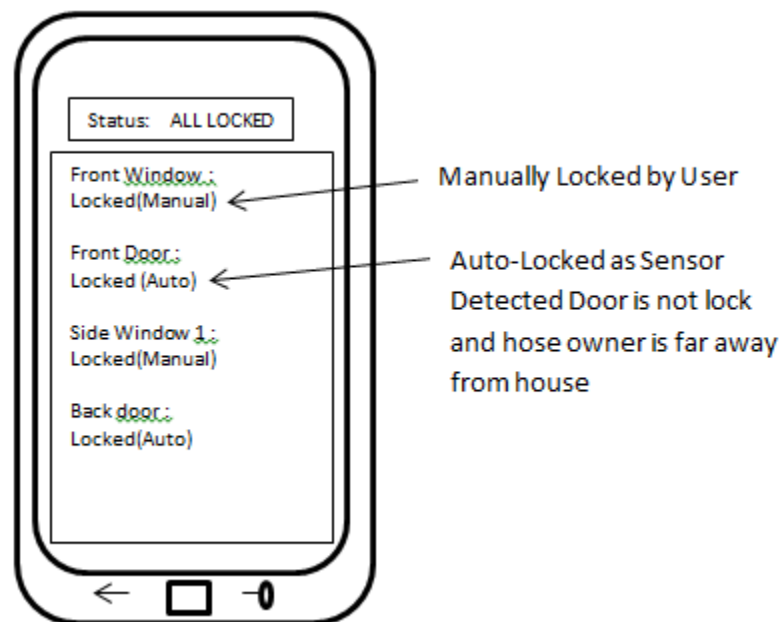 Status: ALL LOCKED
Front Window :
Locked(Manual)
Front Door :
Locked (Auto)
Side Window 1 :
Locked(Manual)
Back door :
Locked(Auto)
Manually Locked by User
Auto-Locked as Sensor
Detected Door is not lock
and hose owner is far away
from house